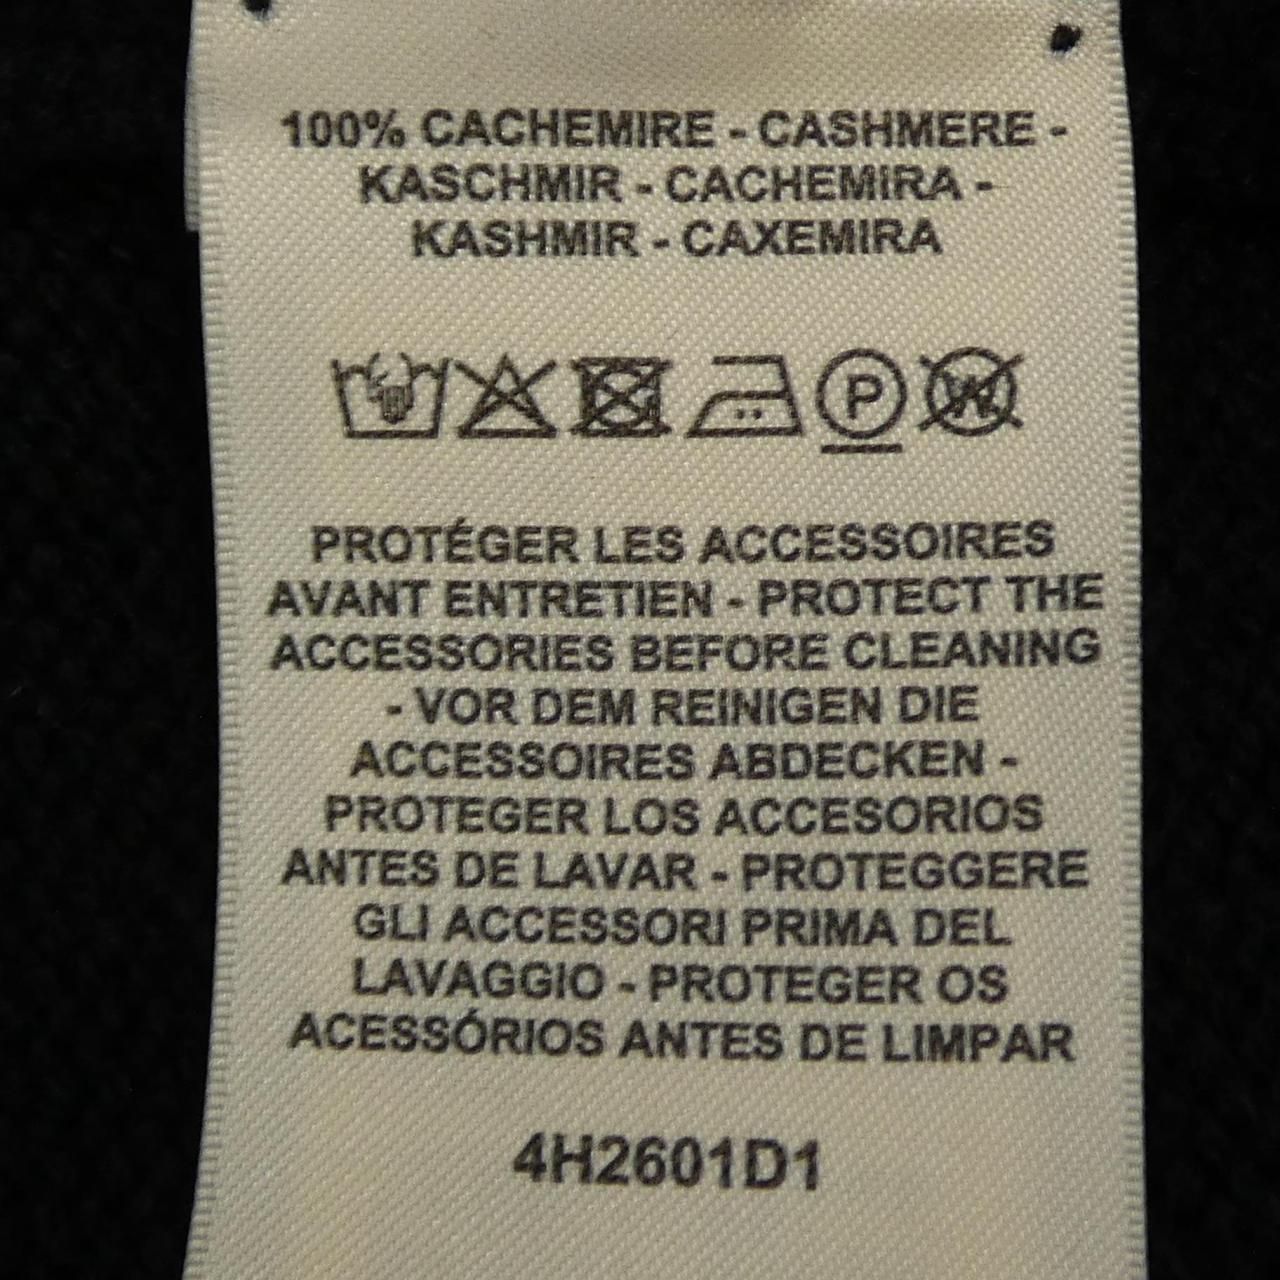 100% CACHEMIRE - CASHMERE -
KASCHMIR - CACHEMIRA -
KASHMIR - CAXEMIRA
P W
PROTÉGER LES ACCESSOIRES
AVANT ENTRETIEN - PROTECT THE
ACCESSORIES BEFORE CLEANING
- VOR DEM REINIGEN DIE
ACCESSOIRES ABDECKEN -
PROTEGER LOS ACCESORIOS
ANTES DE LAVAR - PROTEGGERE
GLI ACCESSORI PRIMA DEL
LAVAGGIO - PROTEGER OS
ACESSÓRIOS ANTES DE LIMPAR
4H2601D1